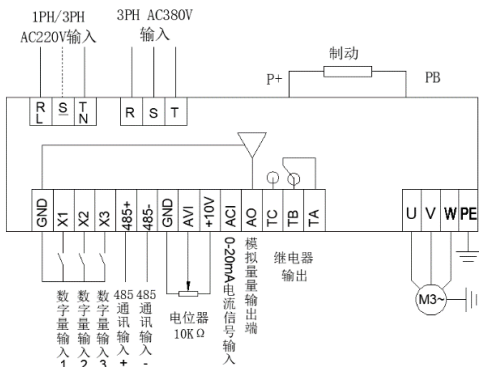 1PH/3PH
AC220V输入
3PH AC380V
输入
制动
P+
PB
R
L
S
T
N
R
S
T
GND
X1
X2
X3
485+
485-
GND
AVI
+10V
ACI
AO
TC
TB
TA
U
V
W
PE
数字量输入1
数字量输入2
数字量输入3
485通讯输入+
485通讯输入-
电位器
10KΩ
0-20mA电流信号输入
模拟量量输出端
继电器
输出
M3~